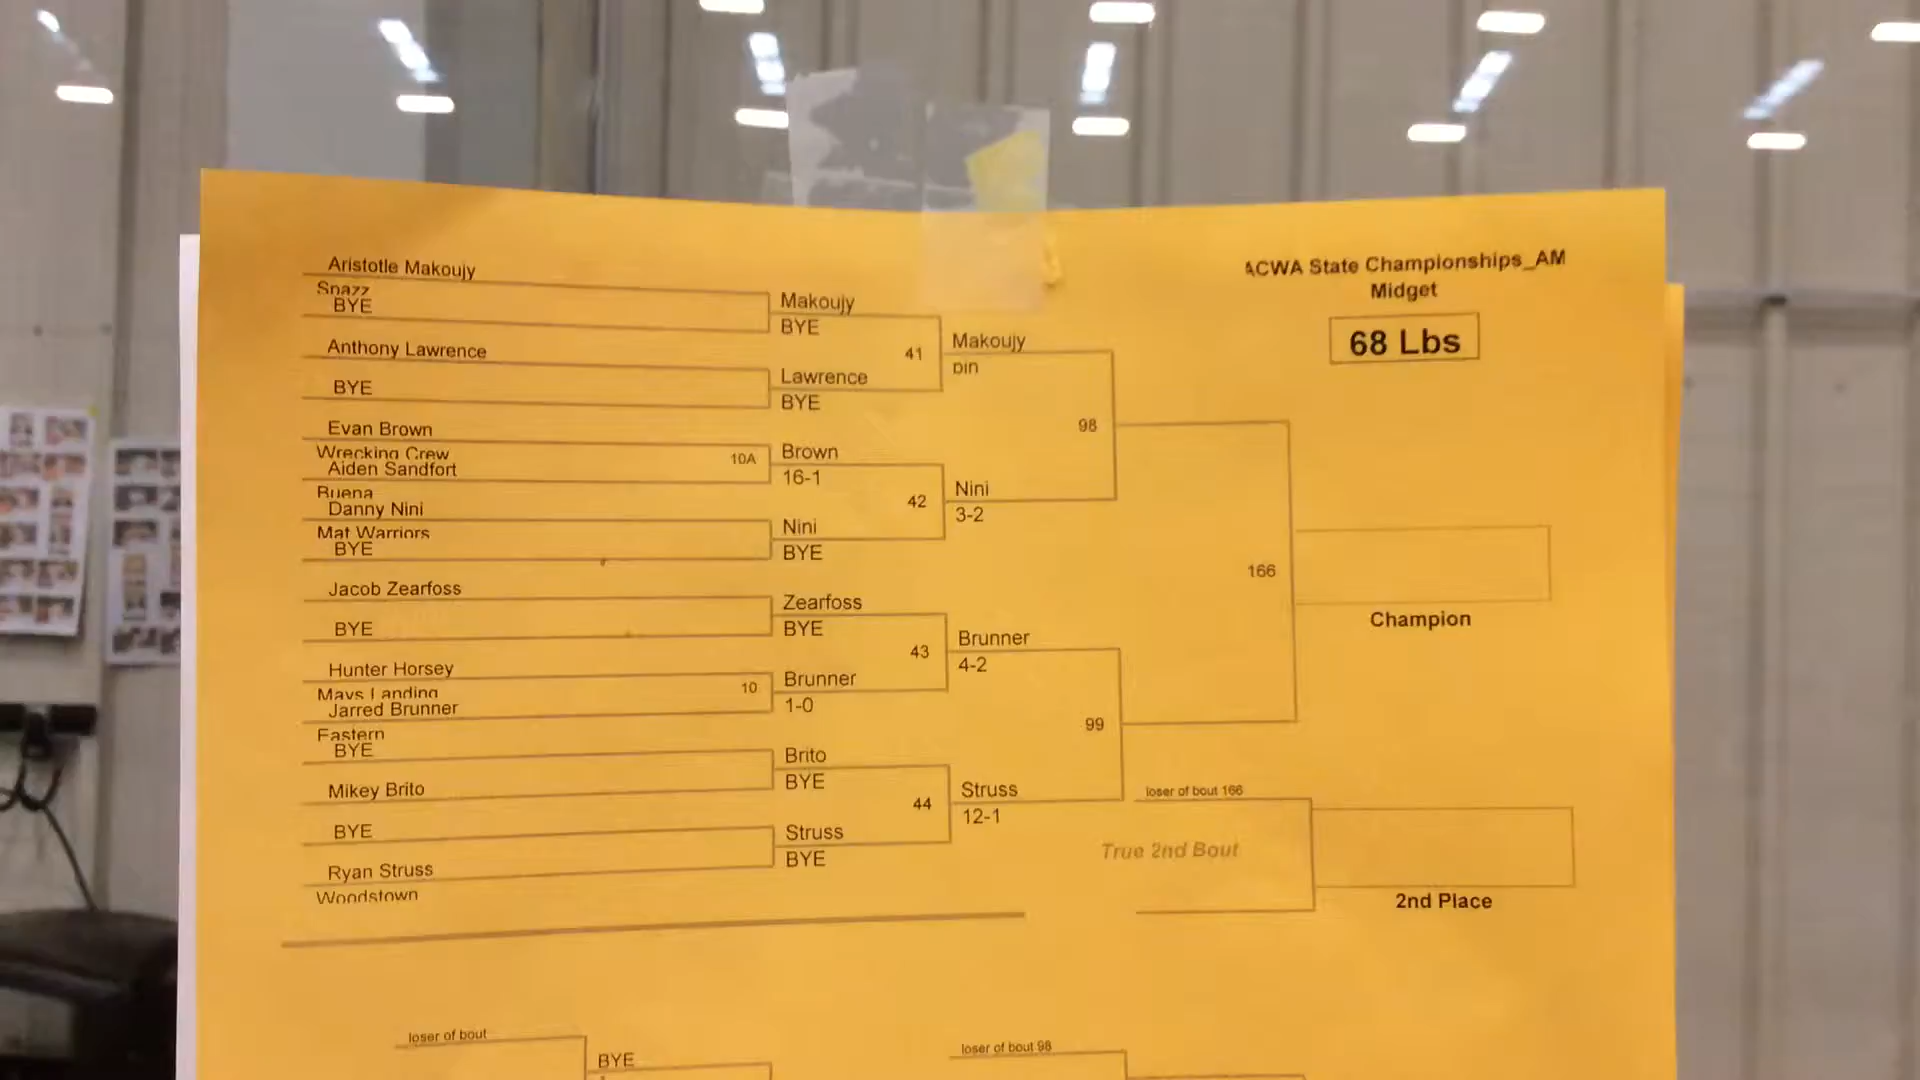 ACWA State Championships_AM
Midget
68 Lbs
Aristotle Makoujy
Spazz
BYE
Anthony Lawrence
BYE
Evan Brown
Wrecking Crew
10A
Aiden Sandfort
Buena
Danny Nini
Mat Warriors
BYE
Jacob Zearfoss
BYE
Hunter Horsey
Mays Landing
10
Jarred Brunner
Eastern
BYE
Mikey Brito
BYE
Ryan Struss
Woodstown
Makoujy
BYE
41
Lawrence
BYE
Brown
16-1
42
Nini
BYE
Zearfoss
BYE
43
Brunner
1-0
Brito
BYE
44
Struss
BYE
Makoujy
pin
98
Nini
3-2
Brunner
4-2
99
Struss
12-1
166
Champion
loser of bout 166
True 2nd Bout
2nd Place
loser of bout
BYE
loser of bout 98